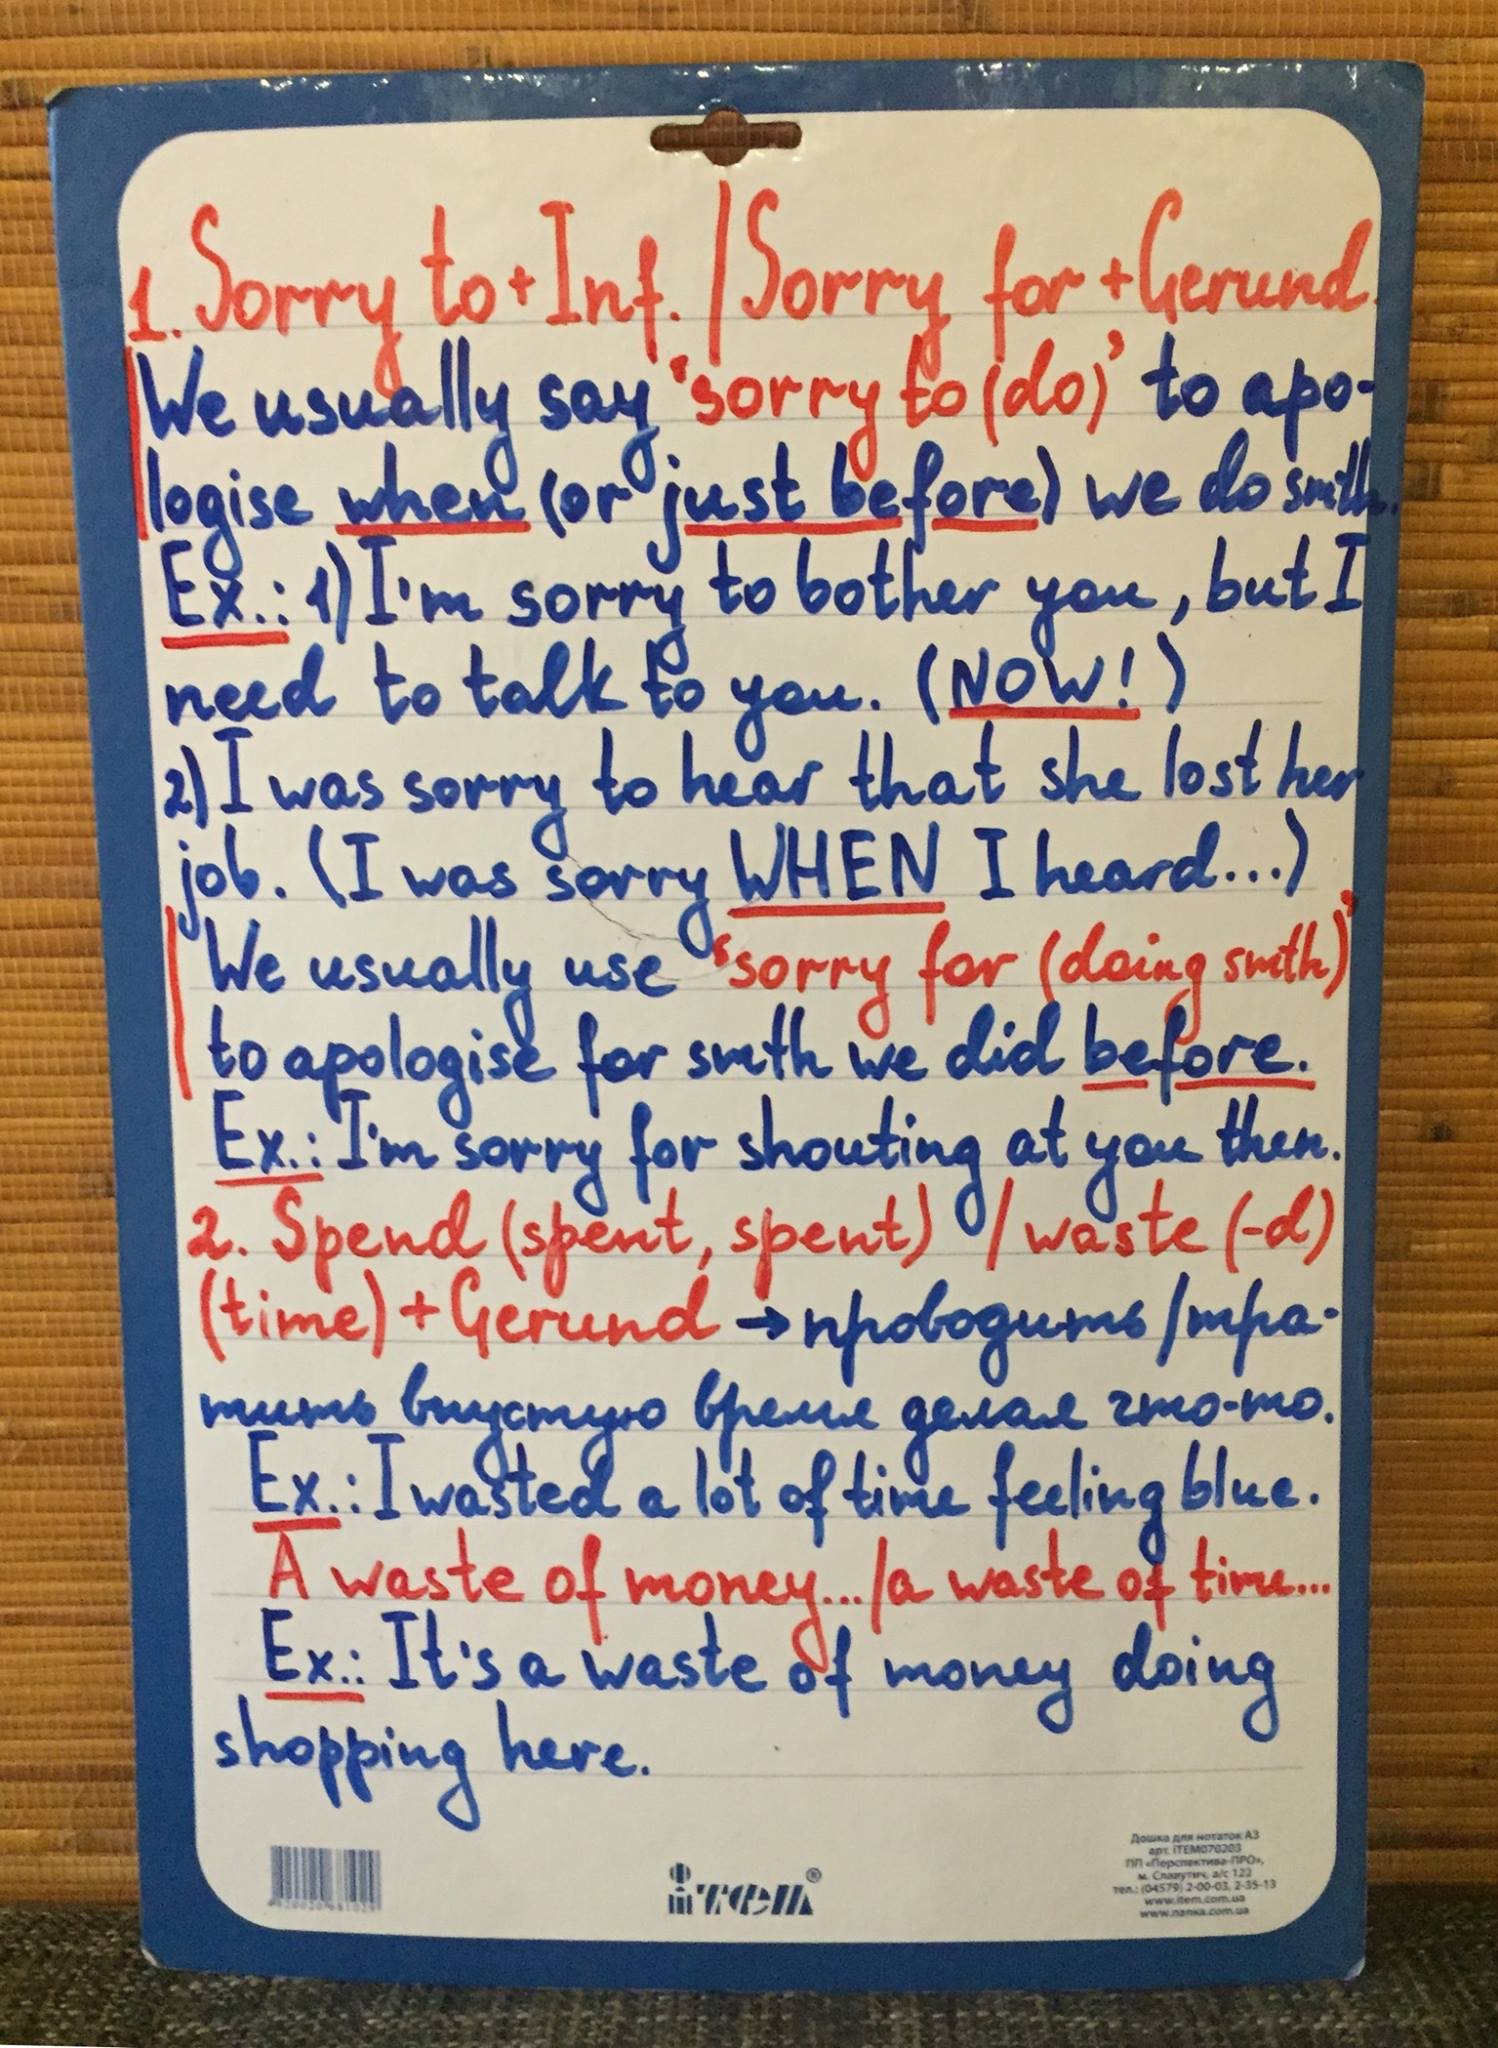 1. Sorry to + Inf. / Sorry for + Gerund.
We usually say 'sorry to (do)' to apo-
logise when (or just before) we do smth.
Ex.: 1) I'm sorry to bother you, but I
need to talk to you. (NOW!)
2) I was sorry to hear that she lost her
job. (I was sorry WHEN I heard...)
We usually use 'sorry for (doing smth)'
to apologise for smth we did before.
Ex.: I'm sorry for shouting at you then.
2. Spend (spent, spent) / waste (-d)
(time) + Gerund → проводить/тра-
тить впустую время делая что-то.
Ex.: I wasted a lot of time feeling blue.
A waste of money.../a waste of time...
Ex.: It's a waste of money doing
shopping here.
item®
Дошка для нотаток А3
арт. ITEM070203
ПП «Перспектива-ПРО»,
м. Славутич, а/с 122
тел.: (04579) 2-00-03, 2-35-13
www.item.com.ua
www.папка.com.ua